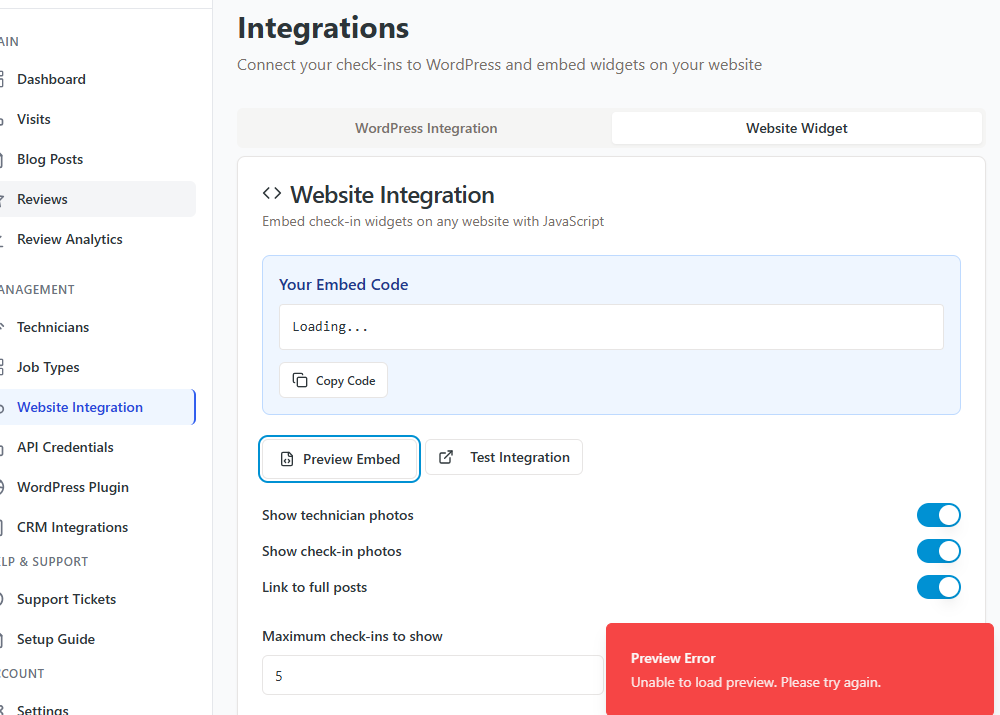 Integrations
Connect your check-ins to WordPress and embed widgets on your website
Dashboard
Visits
Blog Posts
Reviews
Review Analytics
Technicians
Job Types
Website Integration
API Credentials
WordPress Plugin
CRM Integrations
& SUPPORT
Support Tickets
Setup Guide
Settings
WordPress Integration
Website Widget
<> Website Integration
Embed check-in widgets on any website with JavaScript
Your Embed Code
Loading...
Copy Code
Preview Embed
Test Integration
Show technician photos
Show check-in photos
Link to full posts
Maximum check-ins to show
5
Preview Error
Unable to load preview. Please try again.